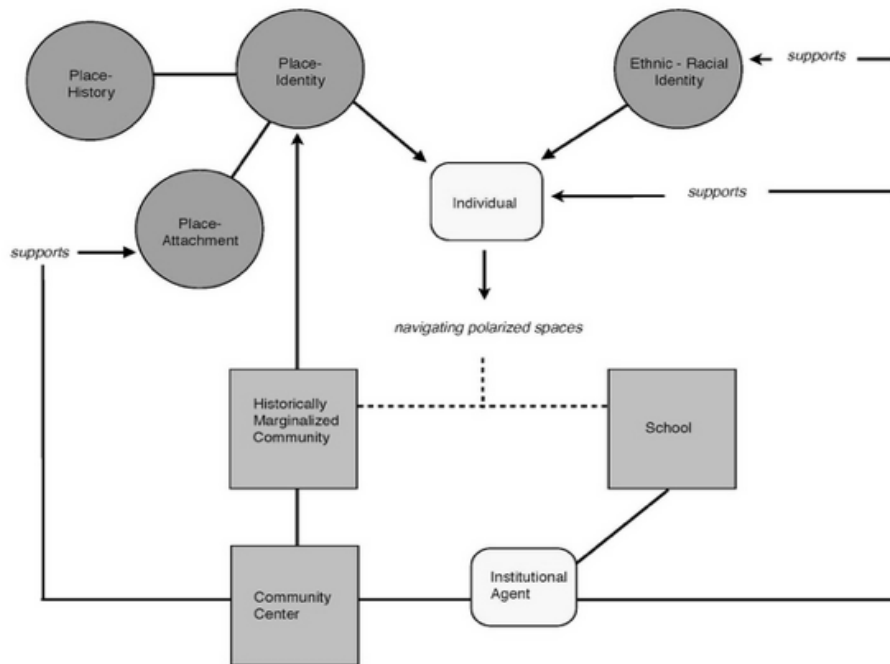 Place-
History
Place-
Identity
Ethnic - Racial
Identity
supports
Individual
supports
Place-
Attachment
supports
navigating polarized spaces
Historically
Marginalized
Community
School
Community
Center
Institutional
Agent